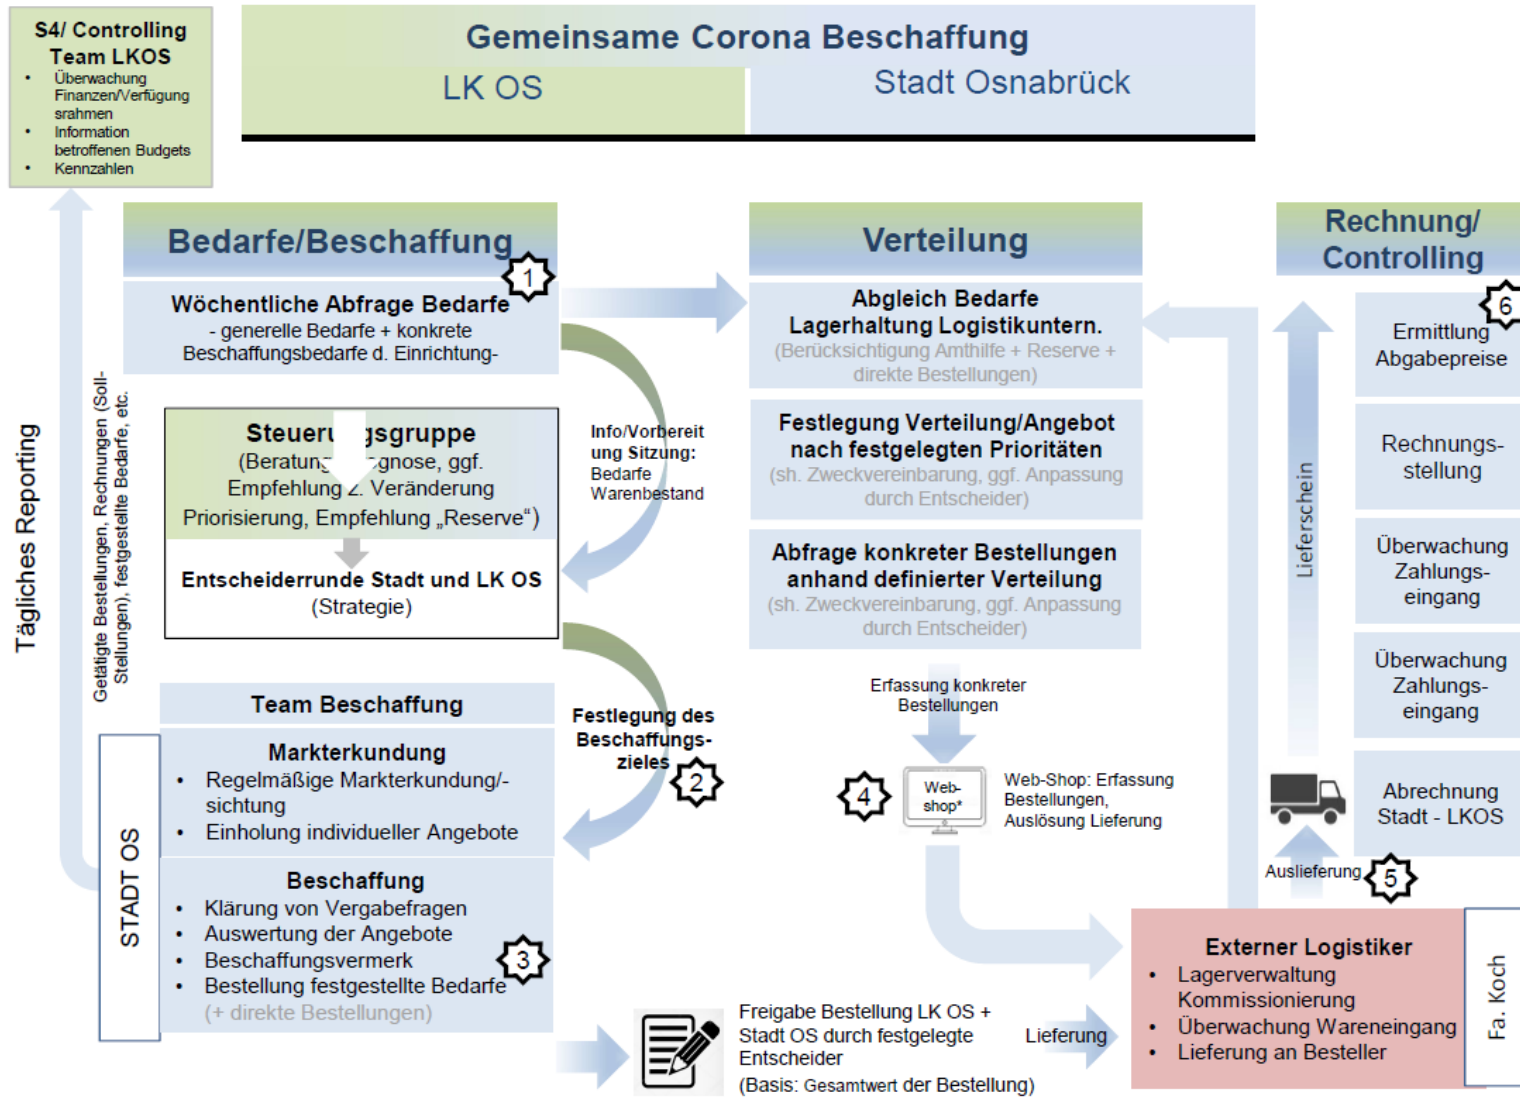 S4/ Controlling
Team LKOS
• Überwachung
Finanzen/Verfügung
srahmen
• Information
betroffenen Budgets
• Kennzahlen
Gemeinsame Corona Beschaffung
LK OS
Stadt Osnabrück
Tägliches Reporting
Getätigte Bestellungen, Rechnungen (Soll-
Stellungen), festgestellte Bedarfe, etc.
Bedarfe/Beschaffung
1
Wöchentliche Abfrage Bedarfe
- generelle Bedarfe + konkrete
Beschaffungsbedarfe d. Einrichtung-
Steuerungsgruppe
(Beratung, Prognose, ggf.
Empfehlung z. Veränderung
Priorisierung, Empfehlung „Reserve“)
Entscheiderrunde Stadt und LK OS
(Strategie)
Info/Vorbereit
ung Sitzung:
Bedarfe
Warenbestand
Festlegung des
Beschaffungs-
zieles
2
STADT OS
Team Beschaffung
Markterkundung
• Regelmäßige Markterkundung/-
sichtung
• Einholung individueller Angebote
Beschaffung
• Klärung von Vergabefragen
• Auswertung der Angebote
• Beschaffungsvermerk
• Bestellung festgestellte Bedarfe
(+ direkte Bestellungen)
3
Freigabe Bestellung LK OS +
Stadt OS durch festgelegte
Entscheider
(Basis: Gesamtwert der Bestellung)
Lieferung
Verteilung
Abgleich Bedarfe
Lagerhaltung Logistikuntern.
(Berücksichtigung Amthilfe + Reserve +
direkte Bestellungen)
Festlegung Verteilung/Angebot
nach festgelegten Prioritäten
(sh. Zweckvereinbarung, ggf. Anpassung
durch Entscheider)
Abfrage konkreter Bestellungen
anhand definierter Verteilung
(sh. Zweckvereinbarung, ggf. Anpassung
durch Entscheider)
Erfassung konkreter
Bestellungen
4
Web-
shop*
Web-Shop: Erfassung
Bestellungen,
Auslösung Lieferung
Externer Logistiker
• Lagerverwaltung
Kommissionierung
• Überwachung Wareneingang
• Lieferung an Besteller
Fa. Koch
Auslieferung
5
Lieferschein
Rechnung/
Controlling
6
Ermittlung
Abgabepreise
Rechnungs-
stellung
Überwachung
Zahlungs-
eingang
Überwachung
Zahlungs-
eingang
Abrechnung
Stadt - LKOS